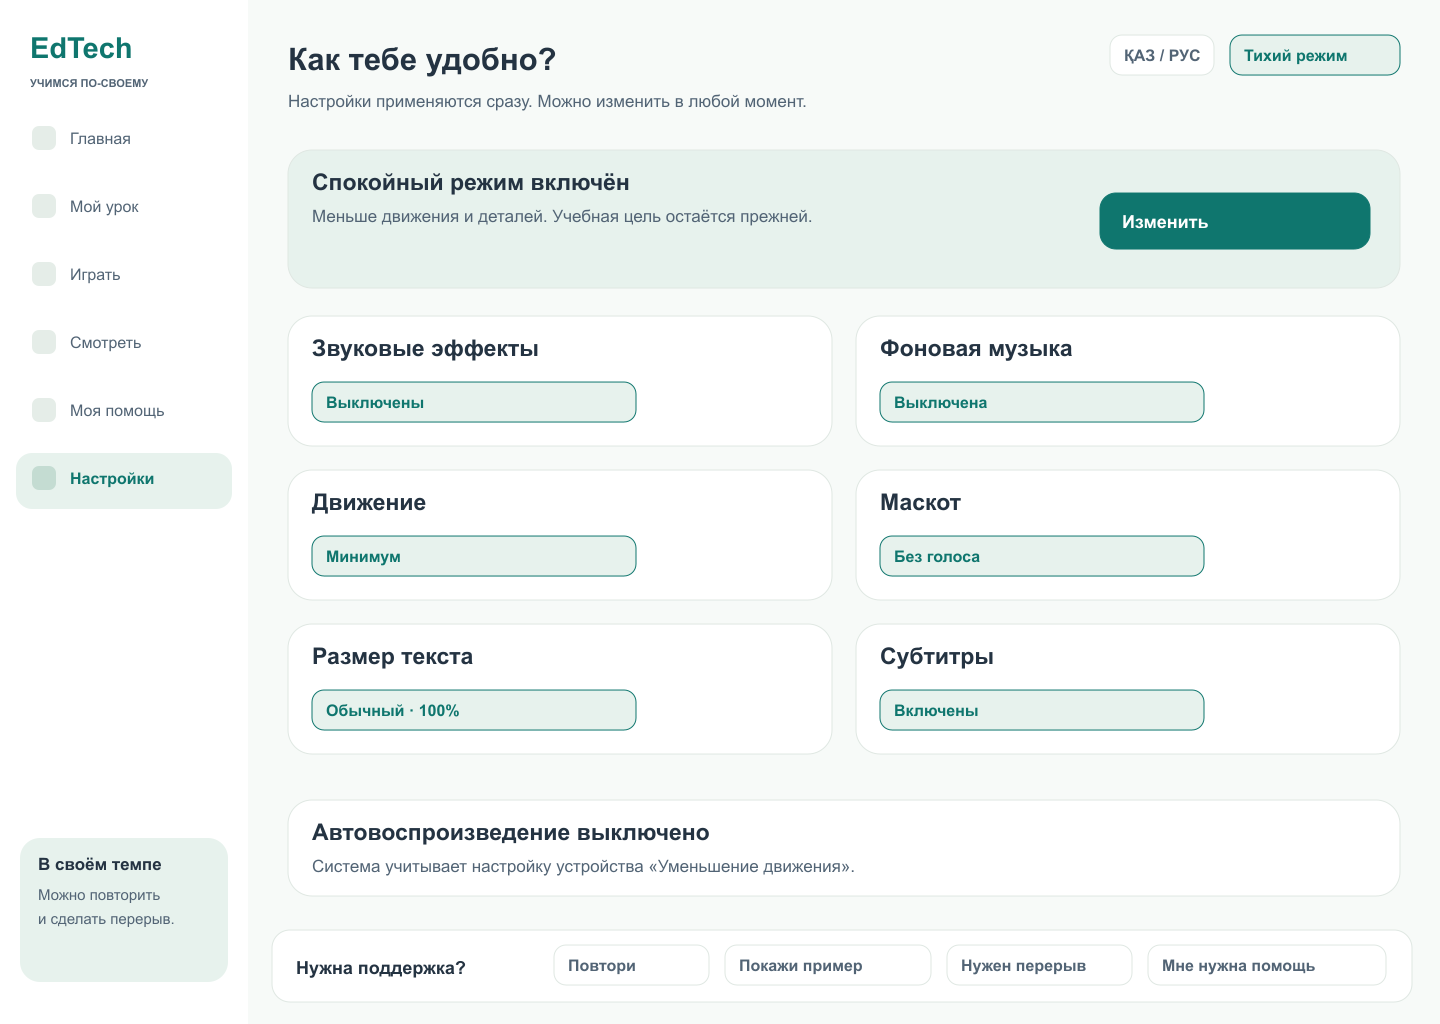 EdTech
УЧИМСЯ ПО-СВОЕМУ
Главная
Мой урок
Играть
Смотреть
Моя помощь
Настройки
В своём темпе
Можно повторить
и сделать перерыв.
Как тебе удобно?
Настройки применяются сразу. Можно изменить в любой момент.
ҚАЗ / РУС
Тихий режим
Спокойный режим включён
Меньше движения и деталей. Учебная цель остаётся прежней.
Изменить
Звуковые эффекты
Выключены
Фоновая музыка
Выключена
Движение
Минимум
Маскот
Без голоса
Размер текста
Обычный · 100%
Субтитры
Включены
Автовоспроизведение выключено
Система учитывает настройку устройства «Уменьшение движения».
Нужна поддержка?
Повтори
Покажи пример
Нужен перерыв
Мне нужна помощь